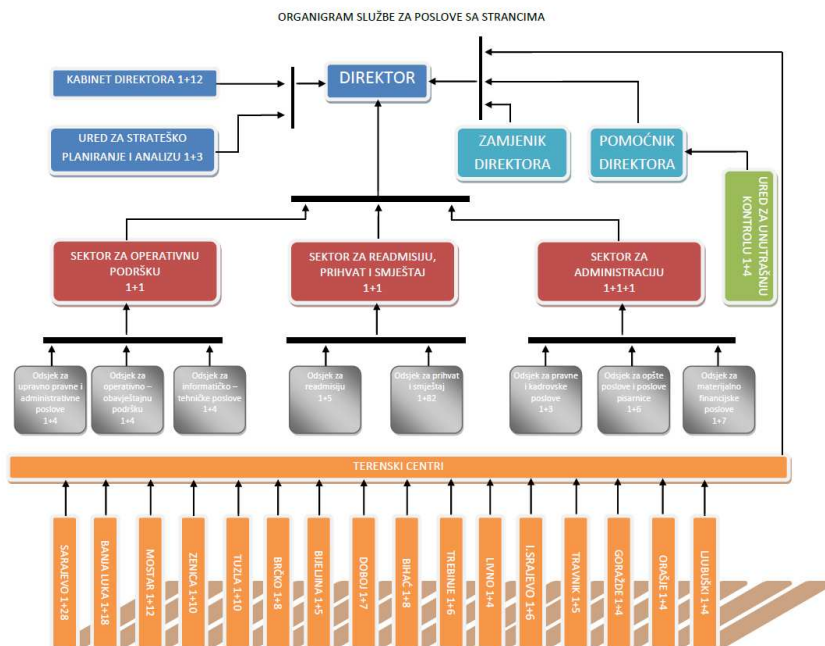 ORGANIGRAM SLUŽBE ZA POSLOVE SA STRANCIMA
KABINET DIREKTORA 1+12
DIREKTOR
URED ZA STRATEŠKO
PLANIRANJE I ANALIZU 1+3
ZAMJENIK
DIREKTORA
POMOĆNIK
DIREKTORA
URED ZA UNUTRAŠNJU
KONTROLU 1+4
SEKTOR ZA OPERATIVNU
PODRŠKU
1+1
SEKTOR ZA READMISIJU,
PRIHVAT I SMJEŠTAJ
1+1
SEKTOR ZA
ADMINISTRACIJU
1+1+1
Odsjek za
upravno pravne i
administrativne
poslove
1+4
Odsjek za
operativno –
obavještajnu
podršku
1+4
Odsjek za
informatičko –
tehničke poslove
1+4
Odsjek za
readmisiju
1+5
Odsjek za prihvat
i smještaj
1+82
Odsjek za pravne
i kadrovske
poslove
1+3
Odsjek za opšte
poslove i poslove
pisarnice
1+6
Odsjek za
materijalno
financijske
poslove
1+7
TERENSKI CENTRI
SARAJEVO 1+28
BANJA LUKA 1+18
MOSTAR 1+12
ZENICA 1+10
TUZLA 1+10
BRČKO 1+8
BIJELJINA 1+5
DOBOJ 1+7
BIHAĆ 1+8
TREBINJE 1+6
LIVNO 1+4
I.SRAJEVO 1+6
TRAVNIK 1+5
GORAŽDE 1+4
ORAŠJE 1+4
LJUBUŠKI 1+4